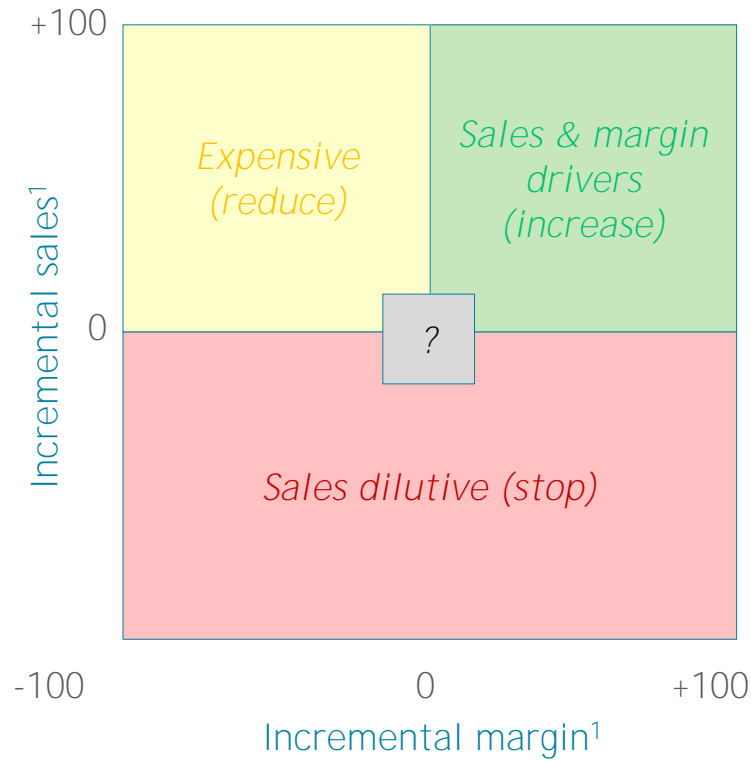 +100
Expensive
(reduce)
Sales & margin
drivers
(increase)
Incremental sales¹
0
?
Sales dilutive (stop)
-100
0
+100
Incremental margin¹